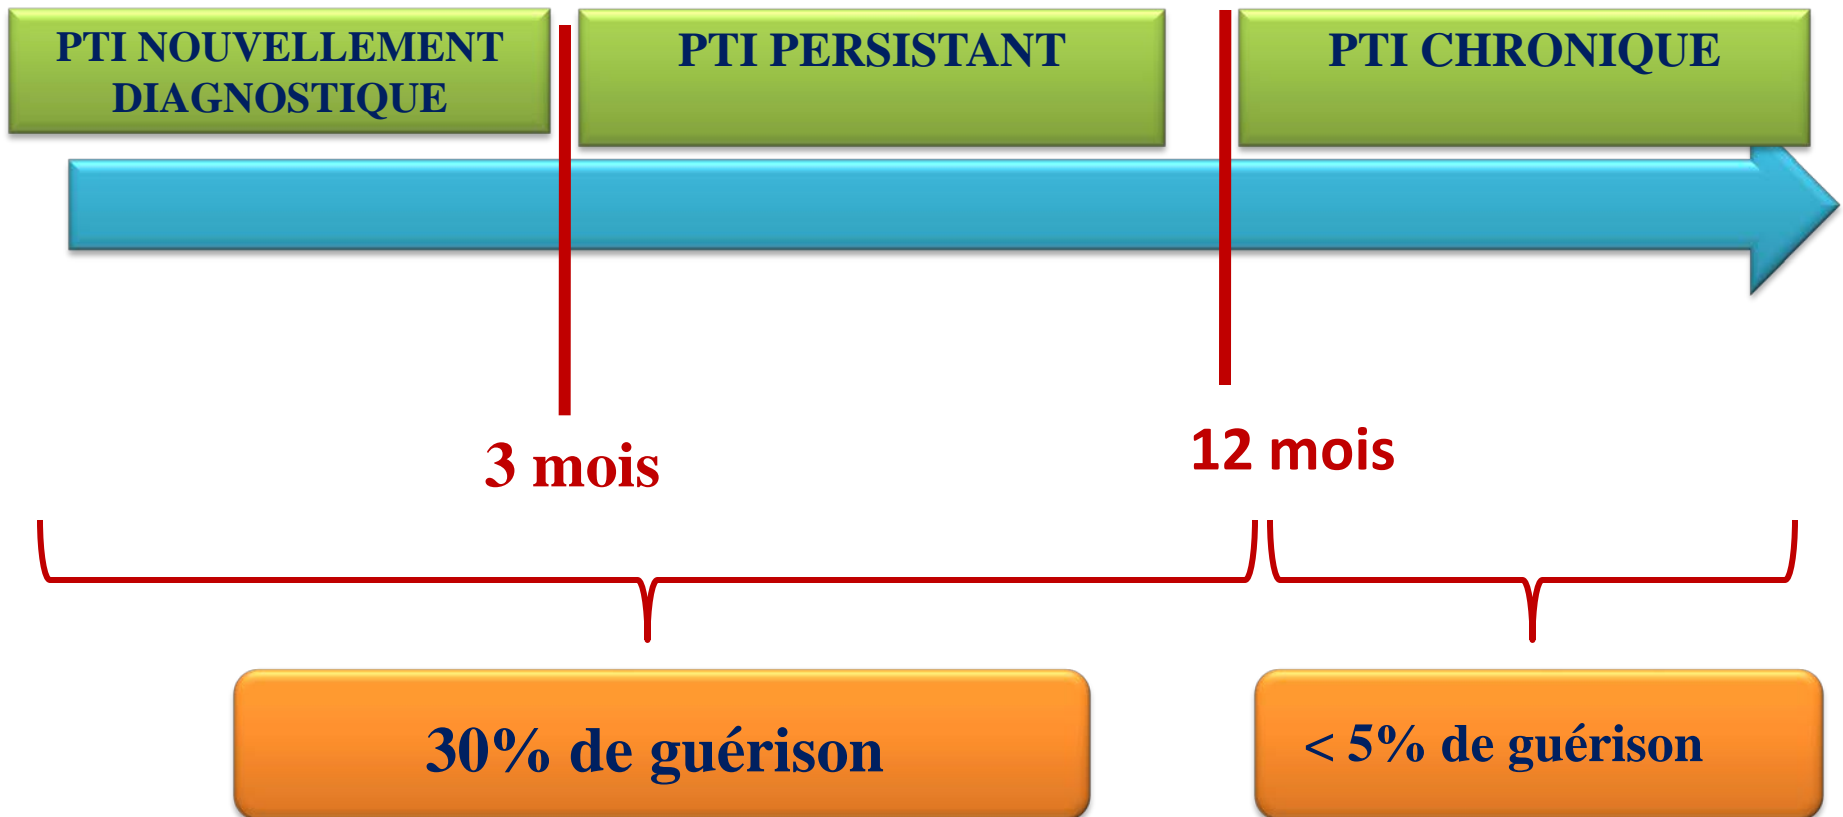 PTI NOUVELLEMENT
DIAGNOSTIQUE
PTI PERSISTANT
PTI CHRONIQUE
3 mois
12 mois
30% de guérison
< 5% de guérison